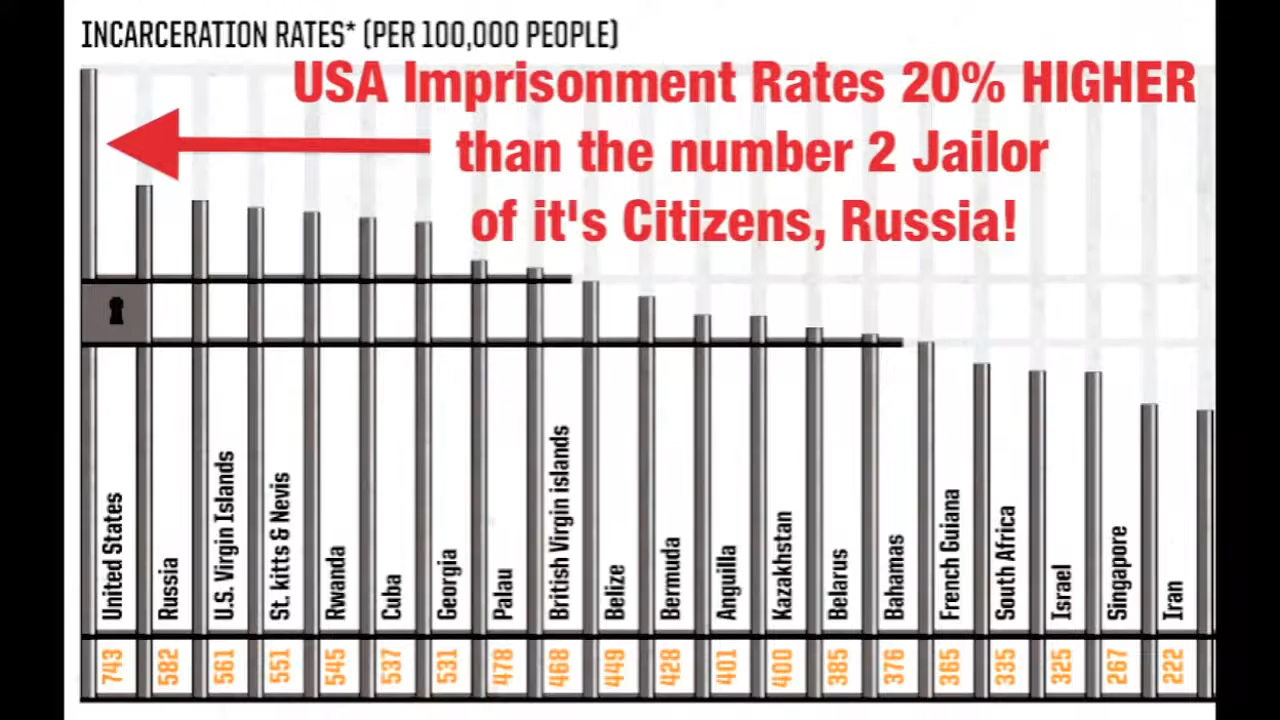 INCARCERATION RATES* (PER 100,000 PEOPLE)
USA Imprisonment Rates 20% HIGHER
than the number 2 Jailor
of it's Citizens, Russia!
United States
Russia
U.S. Virgin Islands
St. kitts & Nevis
Rwanda
Cuba
Georgia
Palau
British Virgin islands
Belize
Bermuda
Anguilla
Kazakhstan
Belarus
Bahamas
French Guiana
South Africa
Israel
Singapore
Iran
743
582
561
551
545
537
531
478
468
449
428
401
400
385
376
365
335
325
267
222